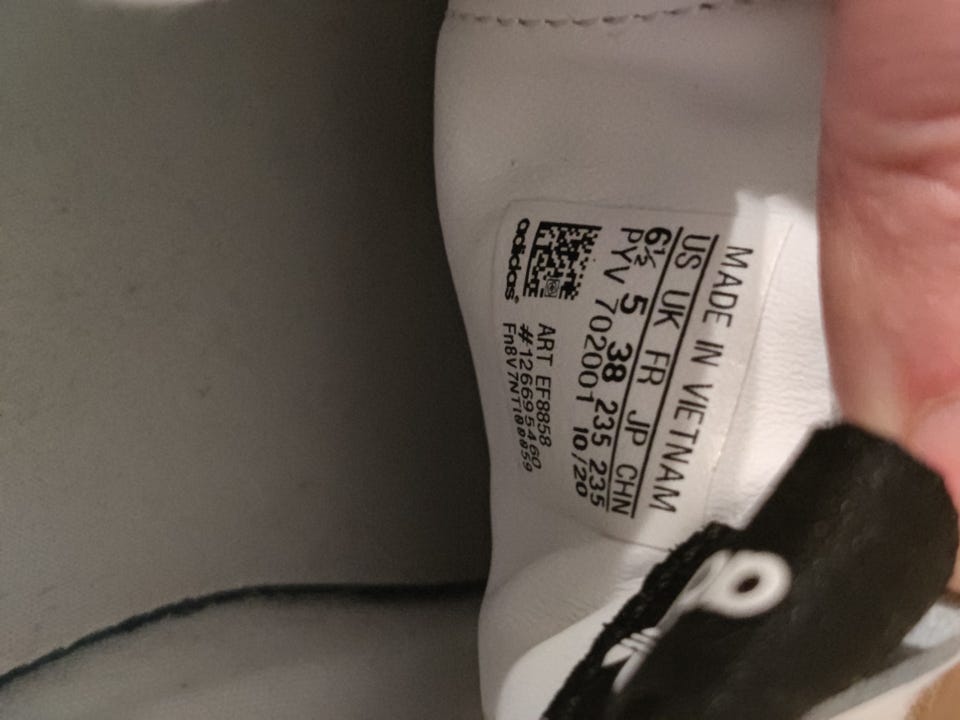 MADE IN VIETNAM
US UK FR JP CHN
6½ 5 38 235 235
PYV 702001 10/20
ART EF8858
#126695460
adidas